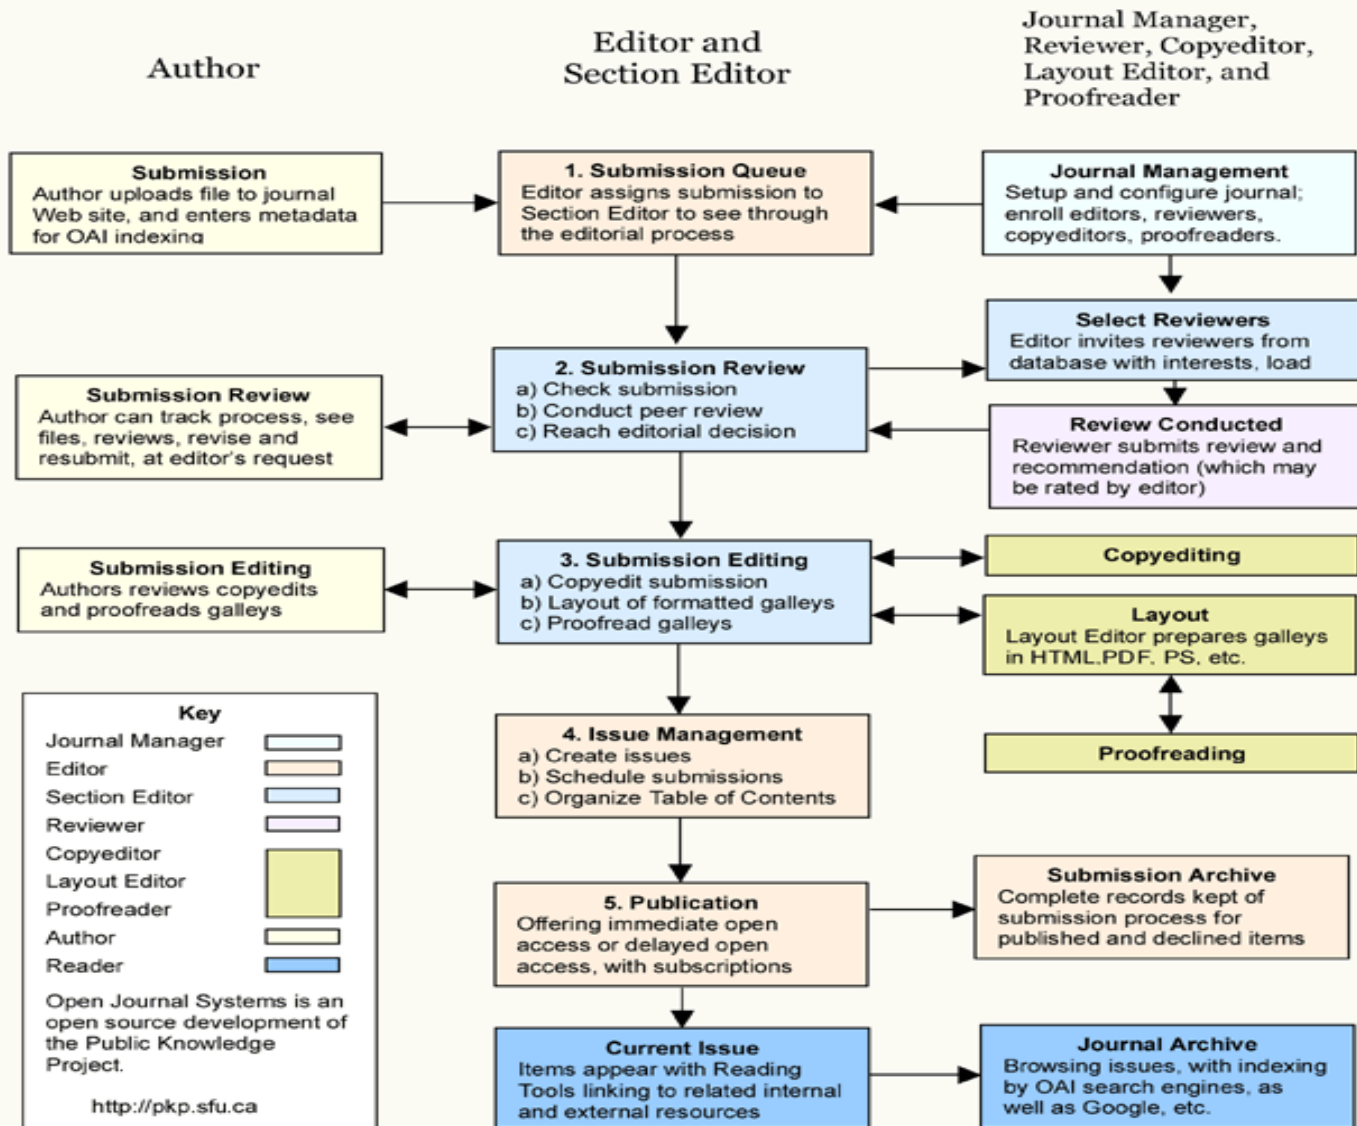 Author
Editor and
Section Editor
Journal Manager,
Reviewer, Copyeditor,
Layout Editor, and
Proofreader
Submission
Author uploads file to journal
Web site, and enters metadata
for OAI indexing
1. Submission Queue
Editor assigns submission to
Section Editor to see through
the editorial process
Journal Management
Setup and configure journal;
enroll editors, reviewers,
copyeditors, proofreaders.
Select Reviewers
Editor invites reviewers from
database with interests, load
2. Submission Review
a) Check submission
b) Conduct peer review
c) Reach editorial decision
Submission Review
Author can track process, see
files, reviews, revise and
resubmit, at editor's request
Review Conducted
Reviewer submits review and
recommendation (which may
be rated by editor)
Submission Editing
Authors reviews copyedits
and proofreads galleys
3. Submission Editing
a) Copyedit submission
b) Layout of formatted galleys
c) Proofread galleys
Copyediting
Layout
Layout Editor prepares galleys
in HTML,PDF, PS, etc.
Proofreading
4. Issue Management
a) Create issues
b) Schedule submissions
c) Organize Table of Contents
Key
Journal Manager
Editor
Section Editor
Reviewer
Copyeditor
Layout Editor
Proofreader
Author
Reader
Open Journal Systems is an
open source development of
the Public Knowledge
Project.
http://pkp.sfu.ca
5. Publication
Offering immediate open
access or delayed open
access, with subscriptions
Submission Archive
Complete records kept of
submission process for
published and declined items
Current Issue
Items appear with Reading
Tools linking to related internal
and external resources
Journal Archive
Browsing issues, with indexing
by OAI search engines, as
well as Google, etc.